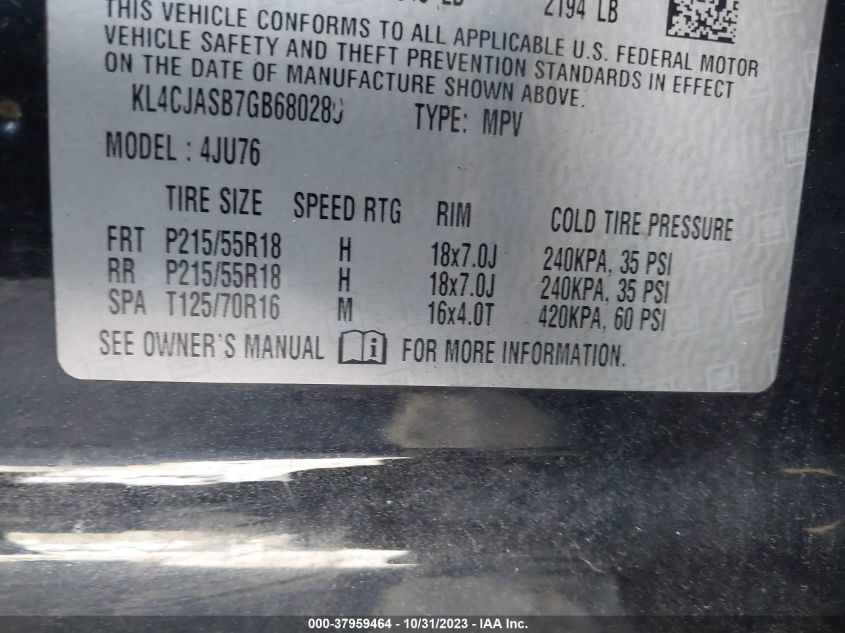 2194 LB
THIS VEHICLE CONFORMS TO ALL APPLICABLE U.S. FEDERAL MOTOR
VEHICLE SAFETY AND THEFT PREVENTION STANDARDS IN EFFECT
ON THE DATE OF MANUFACTURE SHOWN ABOVE.
TYPE: MPV
MODEL : 4JU76
TIRE SIZE SPEED RTG RIM COLD TIRE PRESSURE
FRT P215/55R18 H 18x7.0J 240KPA, 35 PSI
RR P215/55R18 H 18x7.0J 240KPA, 35 PSI
SPA T125/70R16 M 16x4.0T 420KPA, 60 PSI
SEE OWNER'S MANUAL FOR MORE INFORMATION.
000-37959464 - 10/31/2023 - IAA Inc.